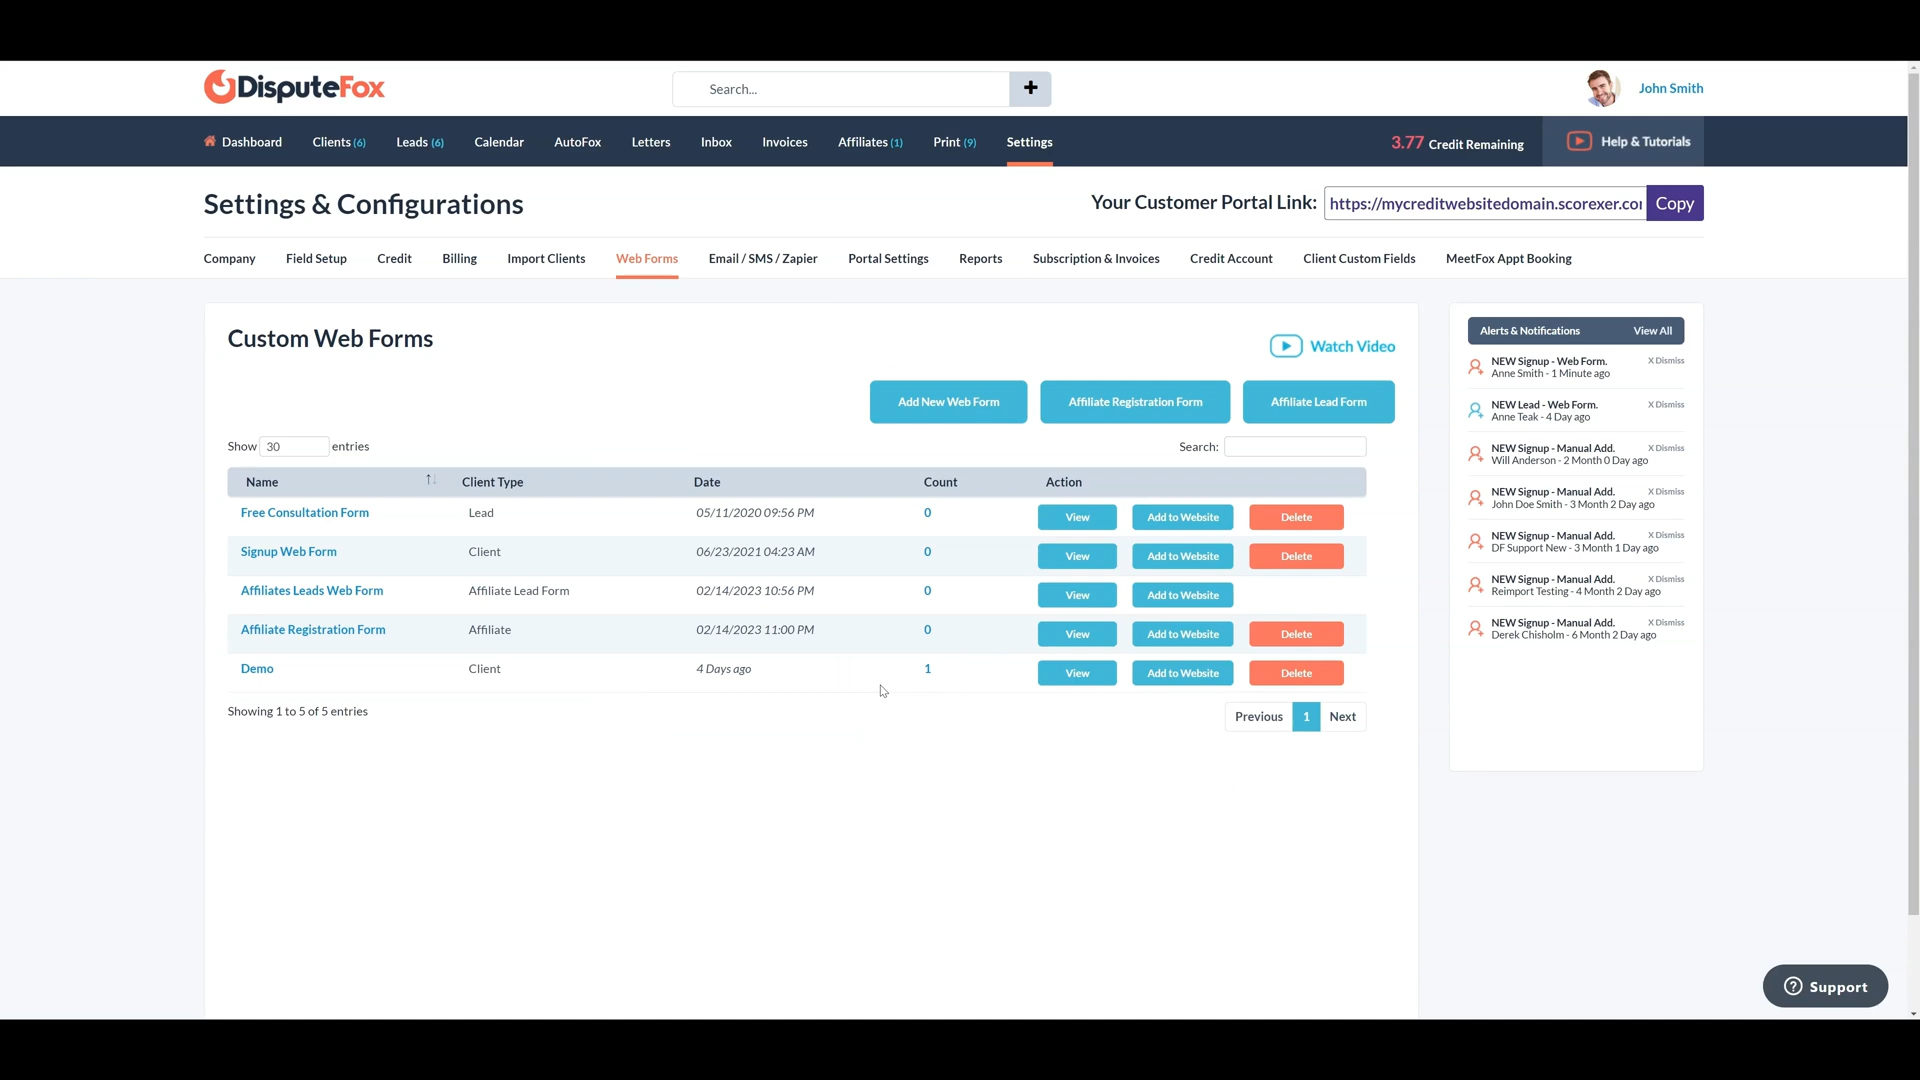 DisputeFox
Search...
John Smith
Dashboard
Clients (6)
Leads (6)
Calendar
AutoFox
Letters
Inbox
Invoices
Affiliates (1)
Print (9)
Settings
3.77 Credit Remaining
Help & Tutorials
Settings & Configurations
Your Customer Portal Link:
https://mycreditwebsitedomain.scorexer.co
Copy
Company
Field Setup
Credit
Billing
Import Clients
Web Forms
Email / SMS / Zapier
Portal Settings
Reports
Subscription & Invoices
Credit Account
Client Custom Fields
MeetFox Appt Booking
Custom Web Forms
Watch Video
Add New Web Form
Affiliate Registration Form
Affiliate Lead Form
Show 30 entries
Search:
Name Client Type Date Count Action
Free Consultation Form Lead 05/11/2020 09:56 PM 0 View Add to Website Delete
Signup Web Form Client 06/23/2021 04:23 AM 0 View Add to Website Delete
Affiliates Leads Web Form Affiliate Lead Form 02/14/2023 10:56 PM 0 View Add to Website
Affiliate Registration Form Affiliate 02/14/2023 11:00 PM 0 View Add to Website Delete
Demo Client 4 Days ago 1 View Add to Website Delete
Showing 1 to 5 of 5 entries
Previous 1 Next
Alerts & Notifications View All
NEW Signup - Web Form. X Dismiss
Anne Smith - 1 Minute ago
NEW Lead - Web Form. X Dismiss
Anne Teak - 4 Day ago
NEW Signup - Manual Add. X Dismiss
Will Anderson - 2 Month 0 Day ago
NEW Signup - Manual Add. X Dismiss
John Doe Smith - 3 Month 2 Day ago
NEW Signup - Manual Add. X Dismiss
DF Support New - 3 Month 1 Day ago
NEW Signup - Manual Add. X Dismiss
Reimport Testing - 4 Month 2 Day ago
NEW Signup - Manual Add. X Dismiss
Derek Chisholm - 6 Month 2 Day ago
Support